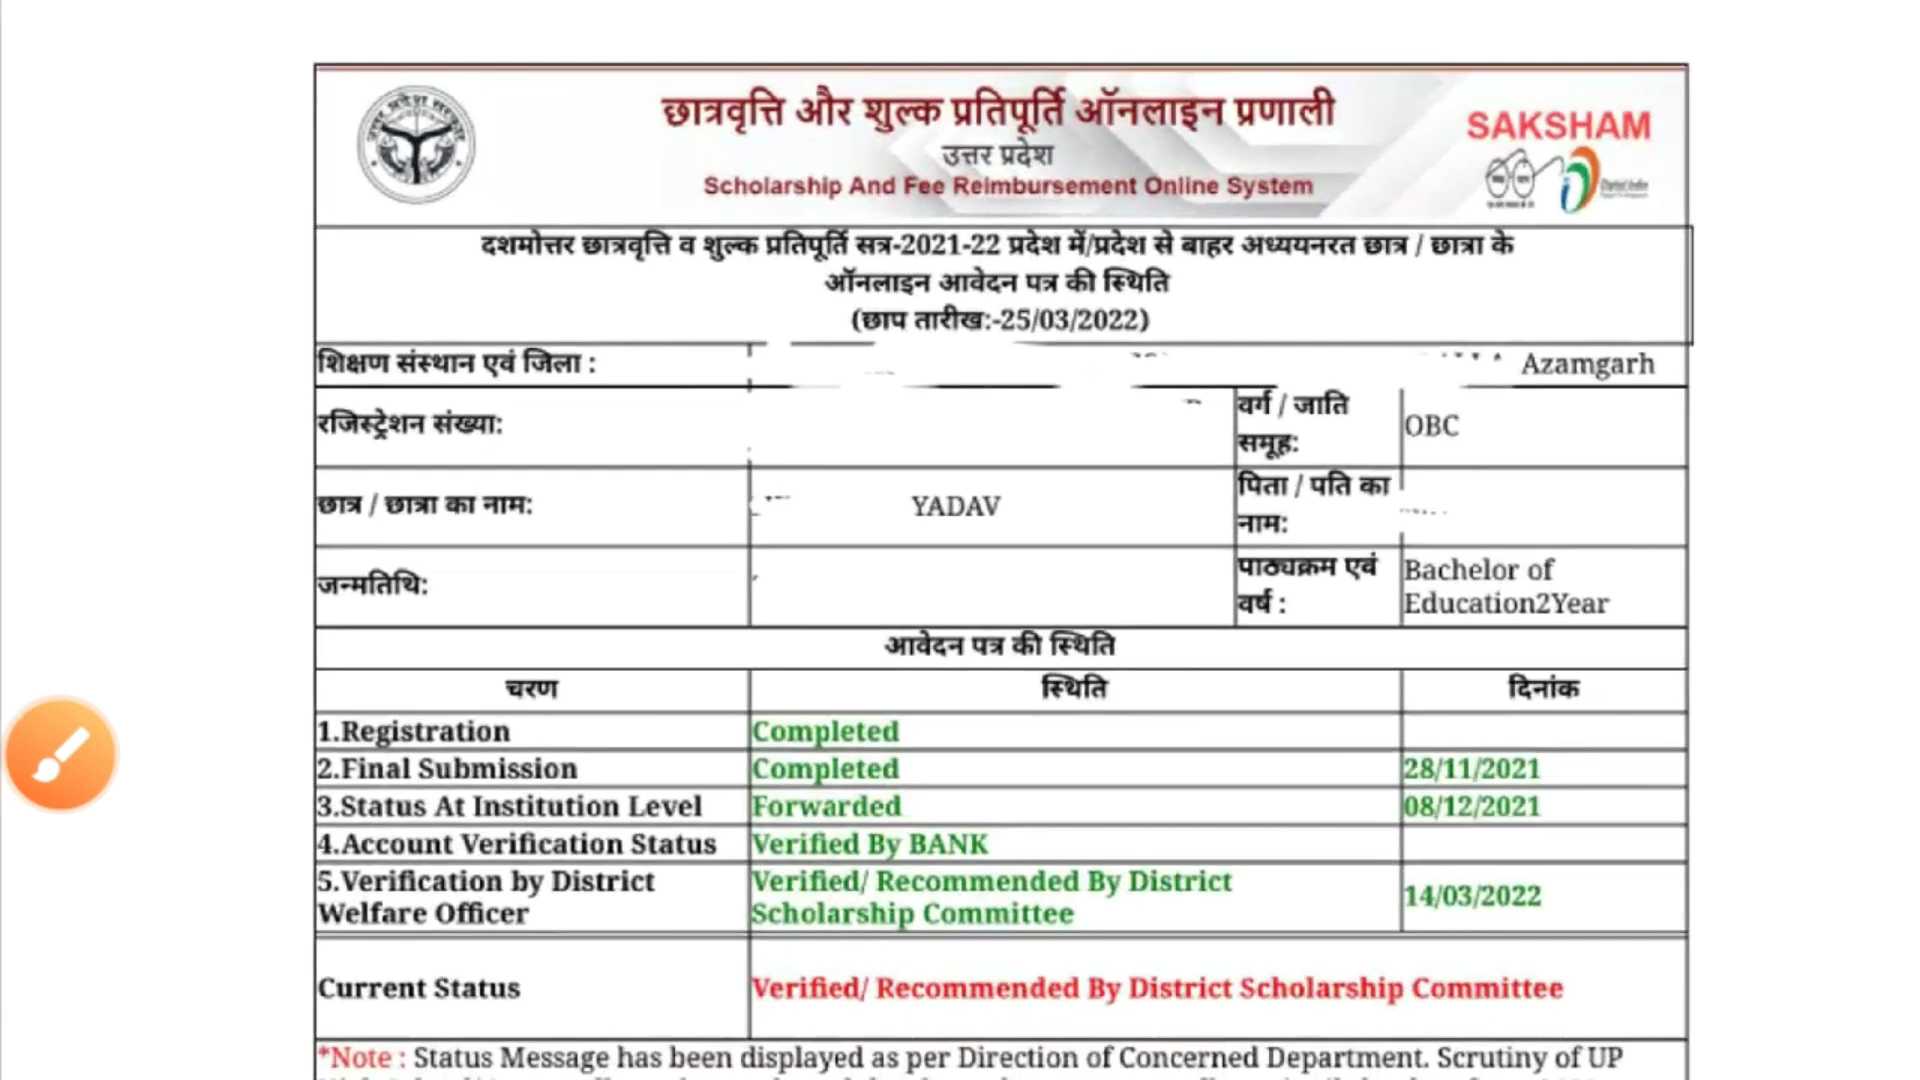 छात्रवृत्ति और शुल्क प्रतिपूर्ति ऑनलाइन प्रणाली
उत्तर प्रदेश
Scholarship And Fee Reimbursement Online System
SAKSHAM
दशमोत्तर छात्रवृत्ति व शुल्क प्रतिपूर्ति सत्र-2021-22 प्रदेश में/प्रदेश से बाहर अध्ययनरत छात्र / छात्रा के
ऑनलाइन आवेदन पत्र की स्थिति
(छाप तारीख:-25/03/2022)
शिक्षण संस्थान एवं जिला : Azamgarh
रजिस्ट्रेशन संख्या:
वर्ग / जाति
समूह:
OBC
छात्र / छात्रा का नाम: YADAV
पिता / पति का
नाम:
जन्मतिथि:
पाठ्यक्रम एवं
वर्ष :
Bachelor of
Education2Year
आवेदन पत्र की स्थिति
चरण स्थिति दिनांक
1.Registration Completed
2.Final Submission Completed 28/11/2021
3.Status At Institution Level Forwarded 08/12/2021
4.Account Verification Status Verified By BANK
5.Verification by District
Welfare Officer
Verified/ Recommended By District
Scholarship Committee
14/03/2022
Current Status Verified/ Recommended By District Scholarship Committee
*Note : Status Message has been displayed as per Direction of Concerned Department. Scrutiny of UP